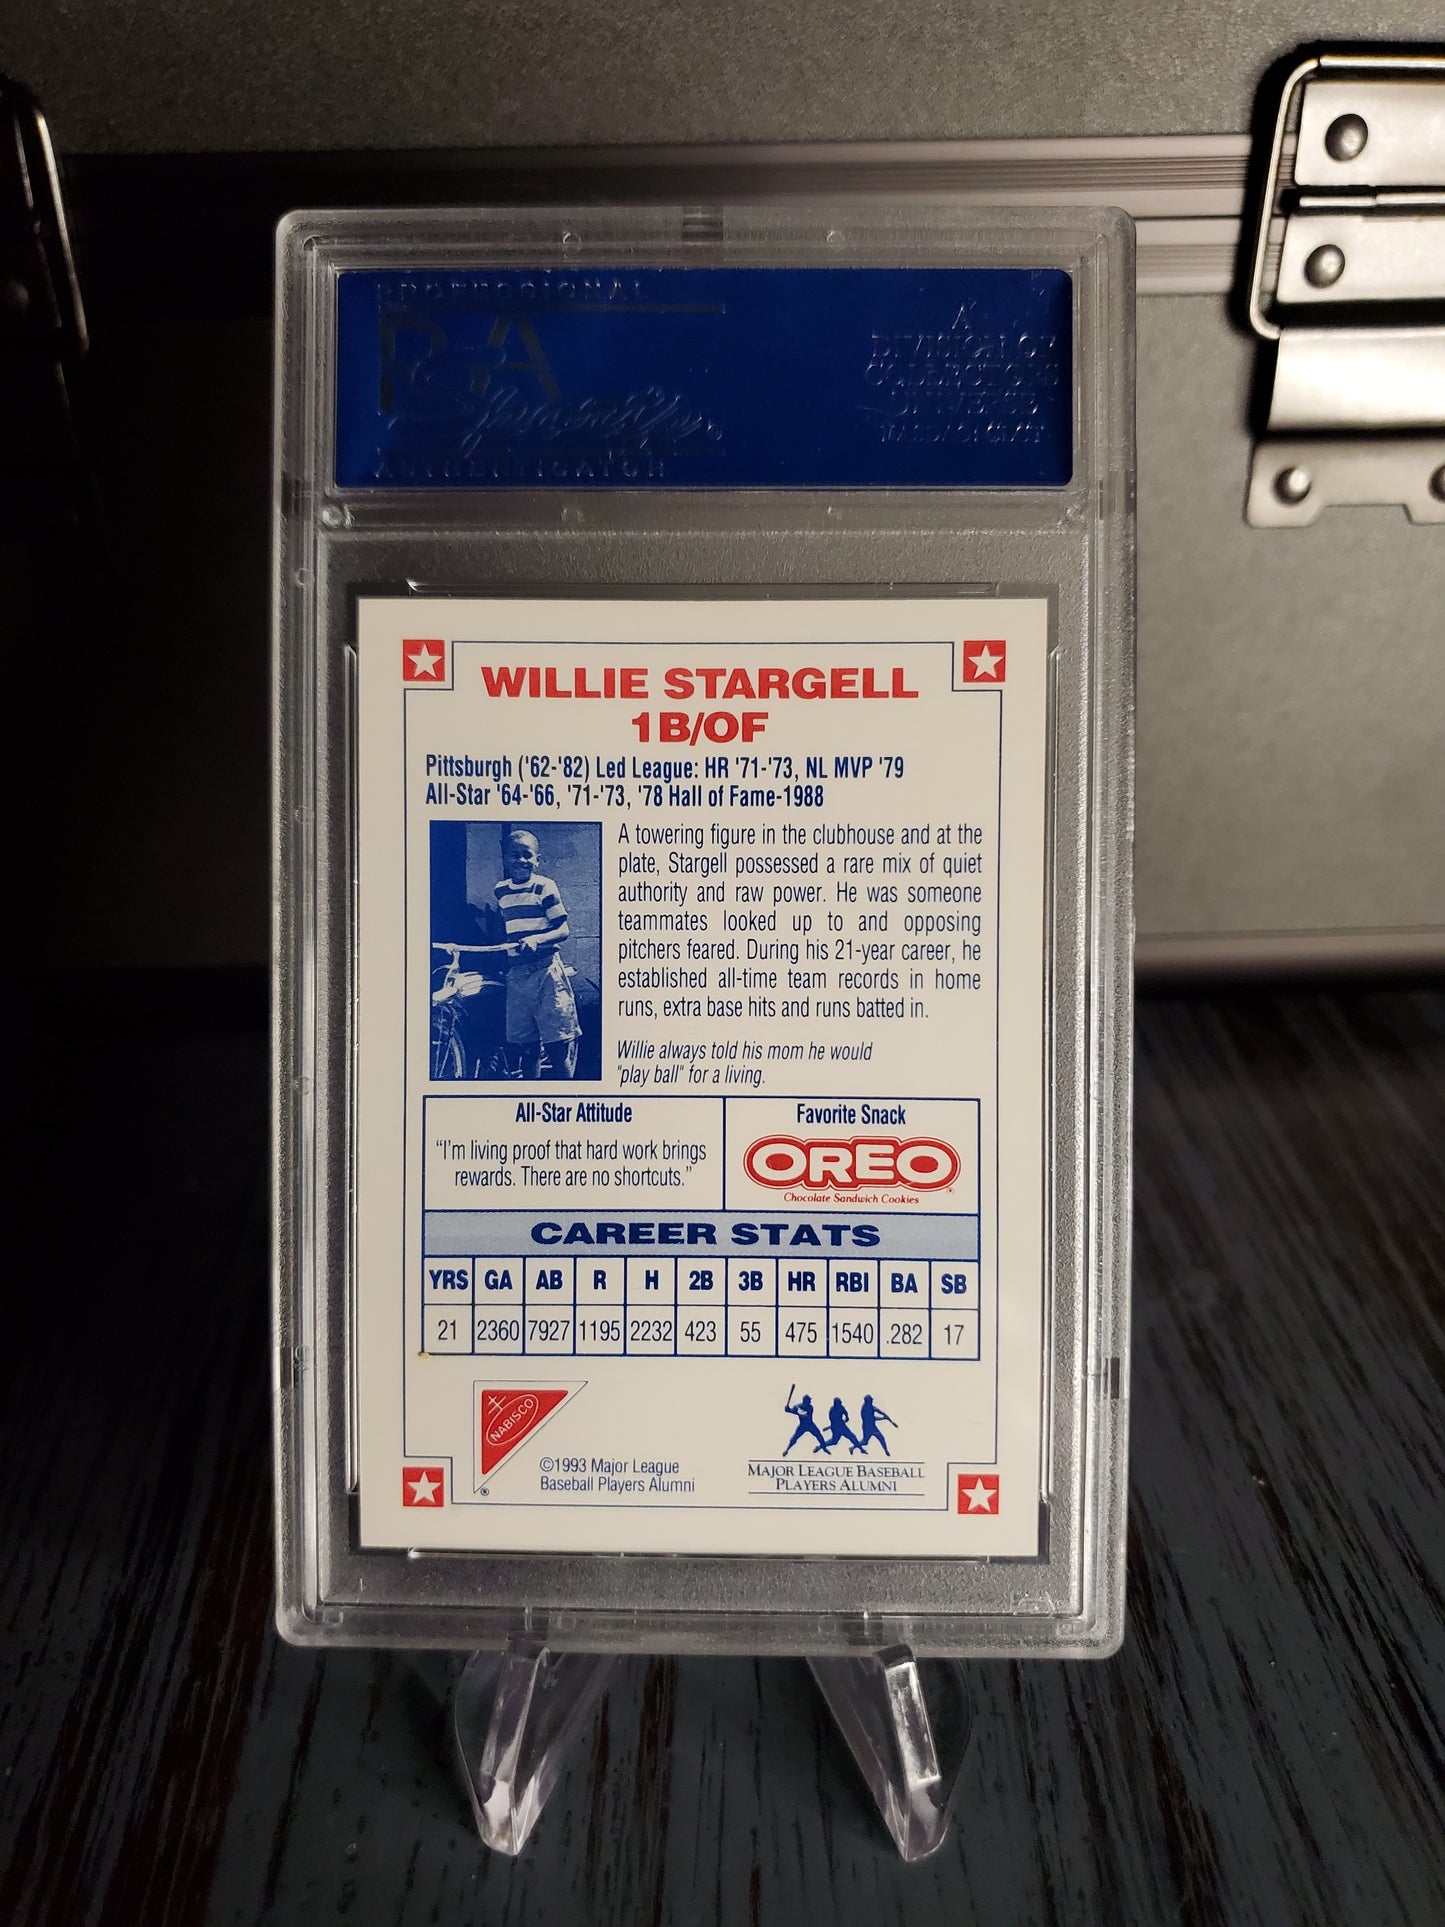 PROFESSIONAL
PSA
Sports
AUTHENTICATOR
A
DIVISION OF
COLLECTORS
UNIVERSE
NASDAQ: CLCT
WILLIE STARGELL
1B/OF
Pittsburgh ('62-'82) Led League: HR '71-'73, NL MVP '79
All-Star '64-'66, '71-'73, '78 Hall of Fame-1988
A towering figure in the clubhouse and at the
plate, Stargell possessed a rare mix of quiet
authority and raw power. He was someone
teammates looked up to and opposing
pitchers feared. During his 21-year career, he
established all-time team records in home
runs, extra base hits and runs batted in.
Willie always told his mom he would
"play ball" for a living.
All-Star Attitude
“I'm living proof that hard work brings
rewards. There are no shortcuts.”
Favorite Snack
OREO
Chocolate Sandwich Cookies
CAREER STATS
YRS GA AB R H 2B 3B HR RBI BA SB
21 2360 7927 1195 2232 423 55 475 1540 .282 17
NABISCO
®
©1993 Major League
Baseball Players Alumni
MAJOR LEAGUE BASEBALL
PLAYERS ALUMNI